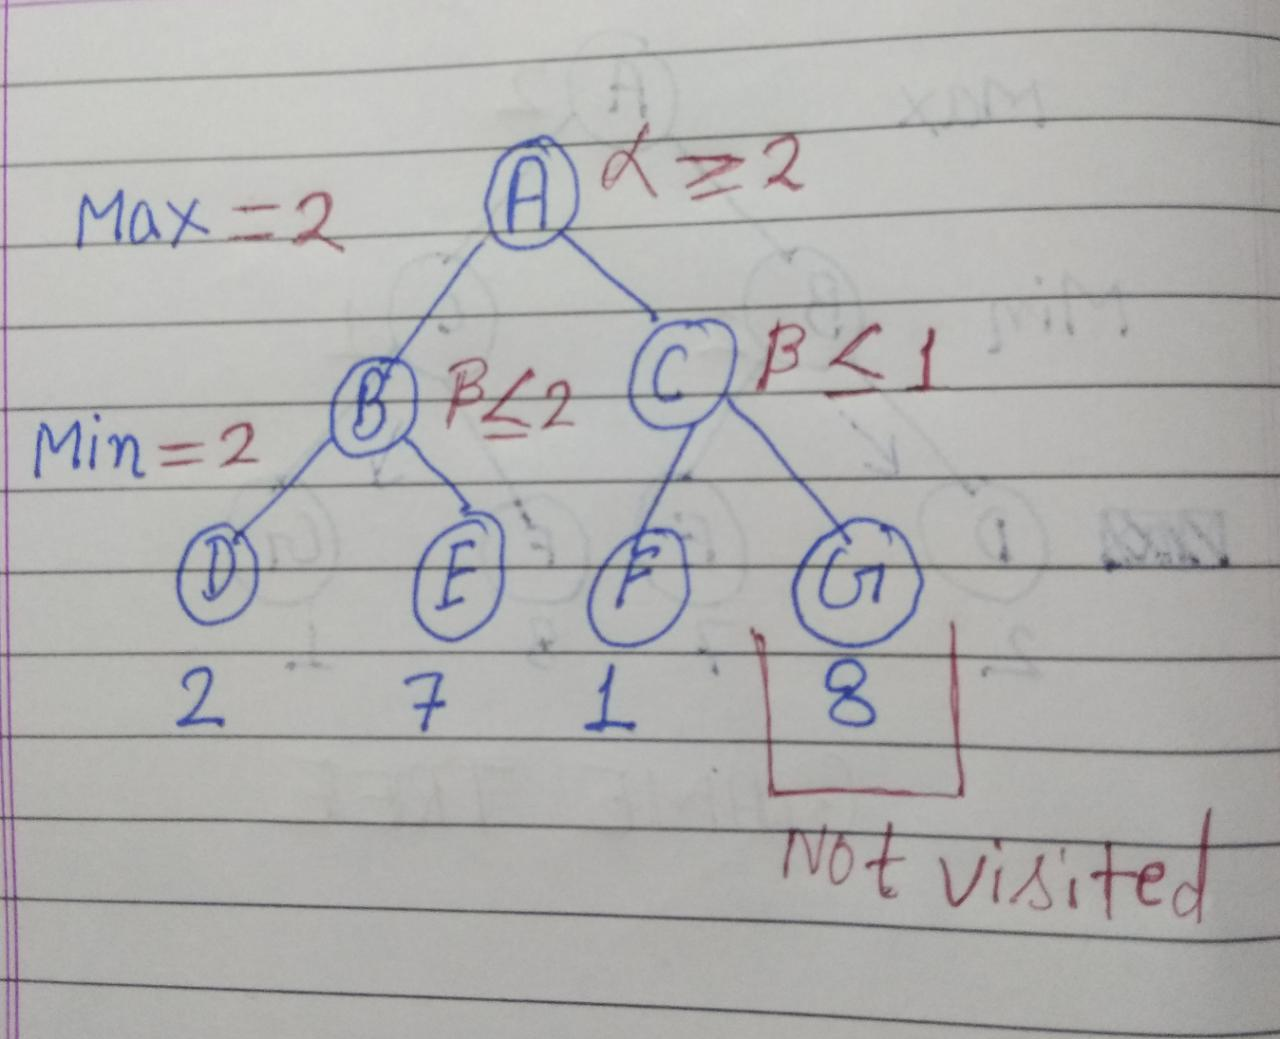 A α ≥ 2
Max = 2
B β ≤ 2 C β ≤ 1
Min = 2
D E F G
2 7 1 8
Not visited